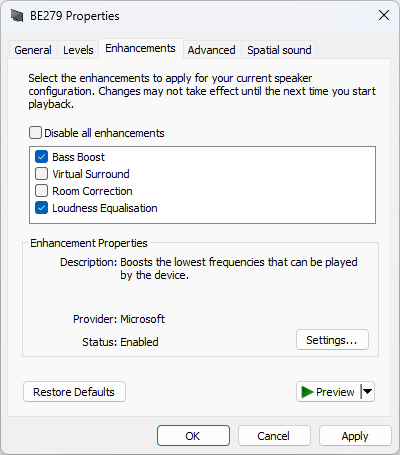 BE279 Properties
General Levels Enhancements Advanced Spatial sound
Select the enhancements to apply for your current speaker
configuration. Changes may not take effect until the next time you start
playback.
Disable all enhancements
Bass Boost
Virtual Surround
Room Correction
Loudness Equalisation
Enhancement Properties
Description: Boosts the lowest frequencies that can be played
by the device.
Provider: Microsoft
Status: Enabled
Settings...
Restore Defaults
Preview
OK Cancel Apply